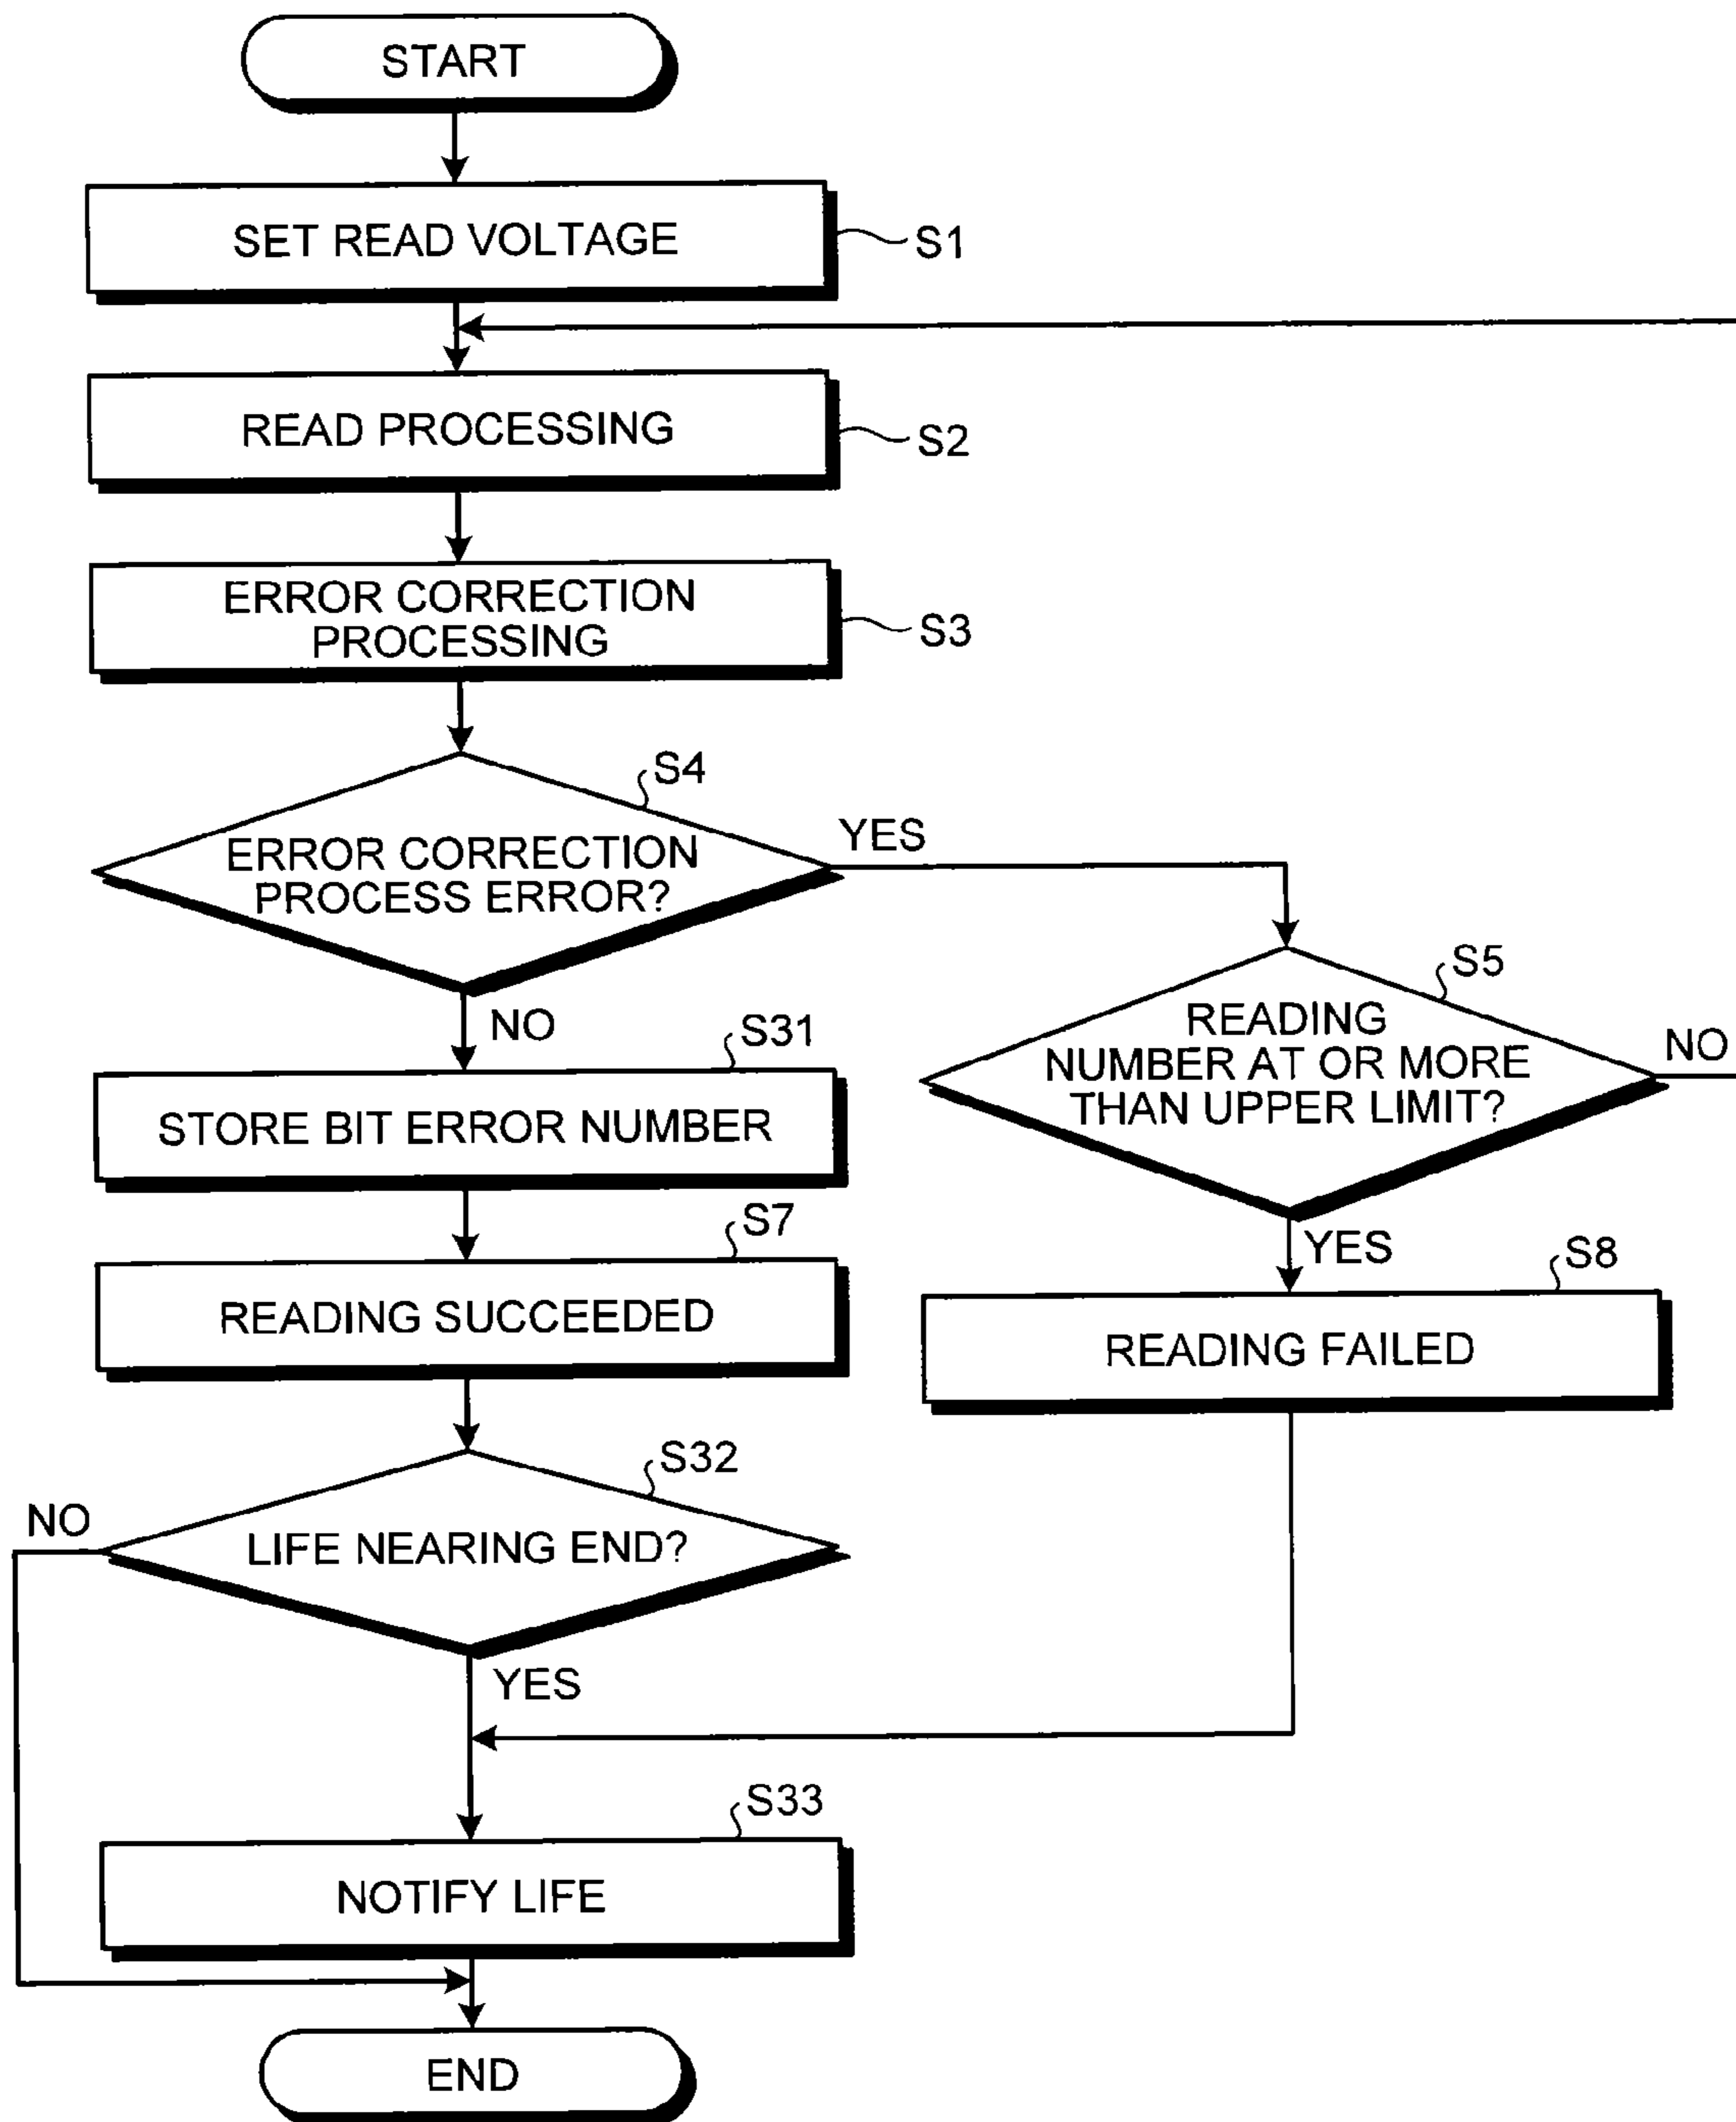 START
SET READ VOLTAGE
S1
READ PROCESSING
S2
ERROR CORRECTION
PROCESSING
S3
S4
ERROR CORRECTION
PROCESS ERROR?
YES
NO
S5
READING
NUMBER AT OR MORE
THAN UPPER LIMIT?
NO
YES
S31
STORE BIT ERROR NUMBER
S7
READING SUCCEEDED
S8
READING FAILED
S32
LIFE NEARING END?
NO
YES
S33
NOTIFY LIFE
END